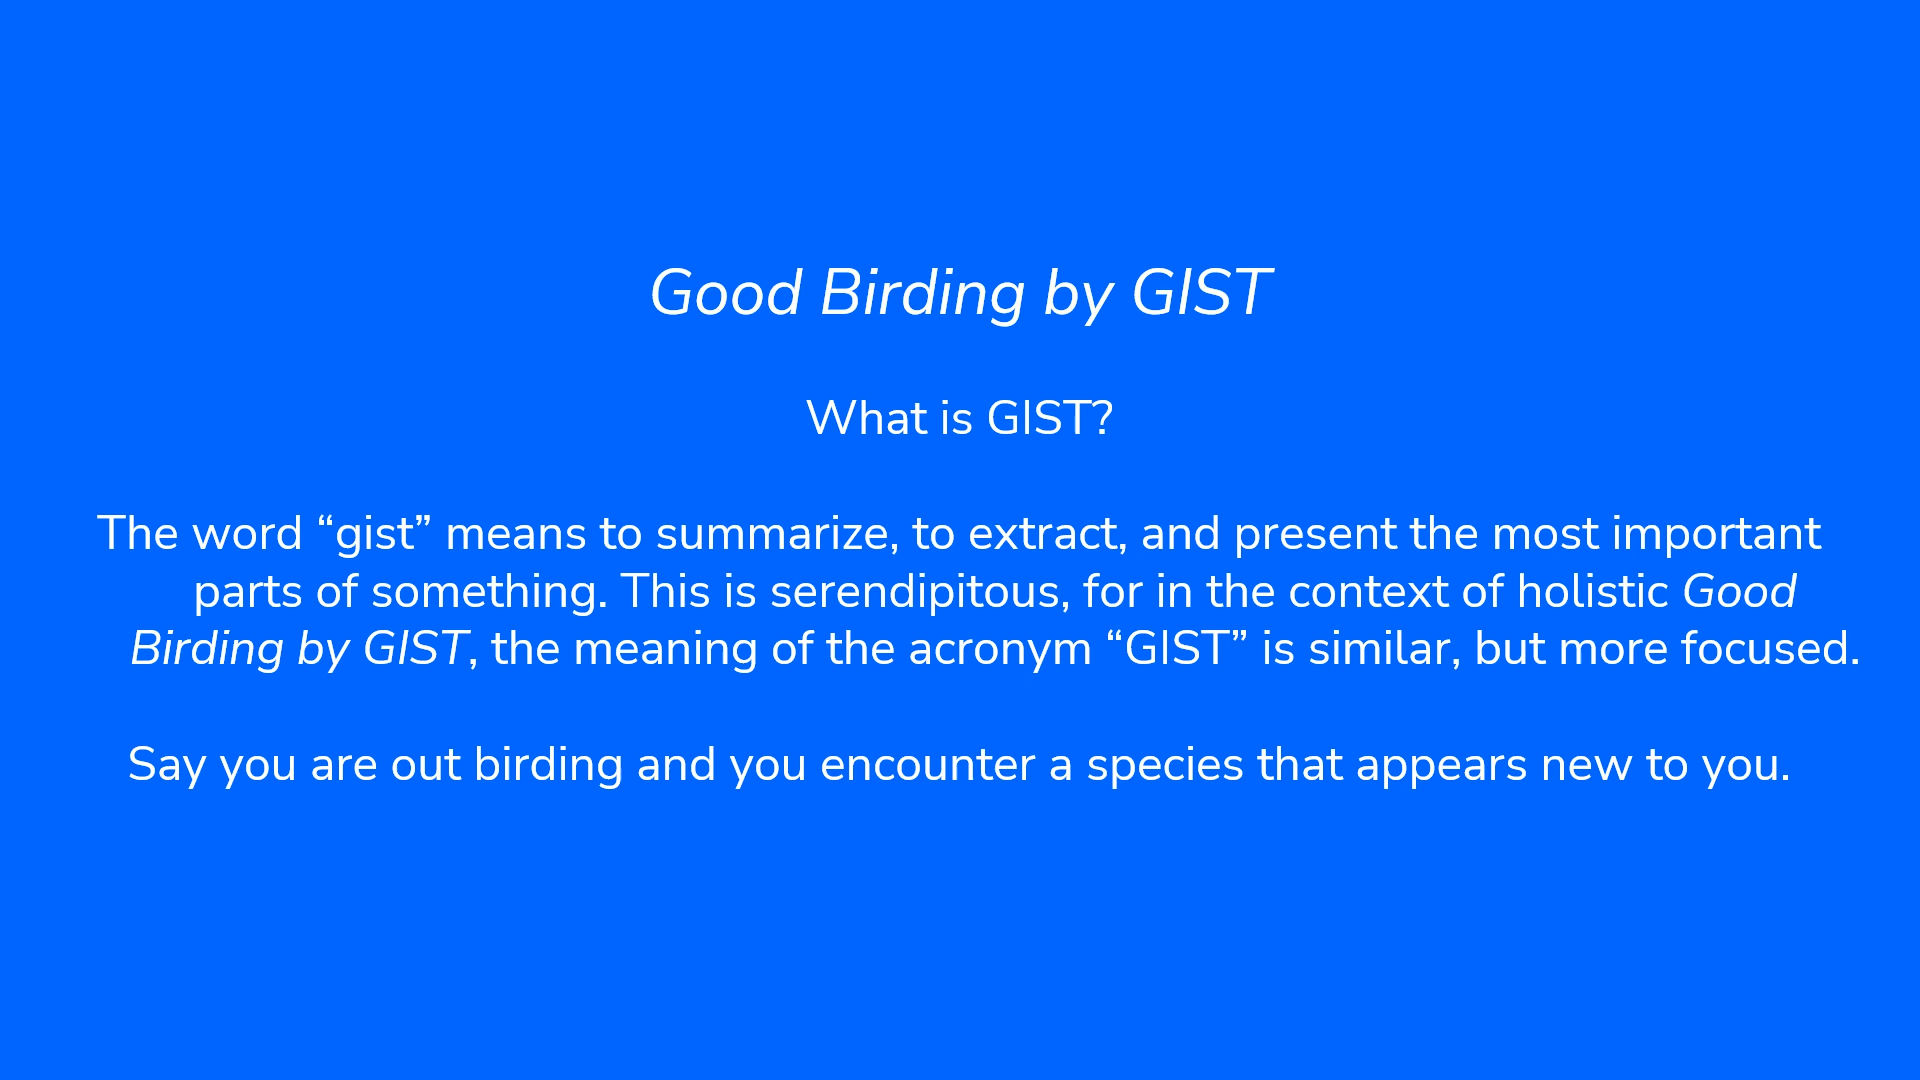 Good Birding by GIST
What is GIST?
The word “gist” means to summarize, to extract, and present the most important
parts of something. This is serendipitous, for in the context of holistic Good
Birding by GIST, the meaning of the acronym “GIST” is similar, but more focused.
Say you are out birding and you encounter a species that appears new to you.